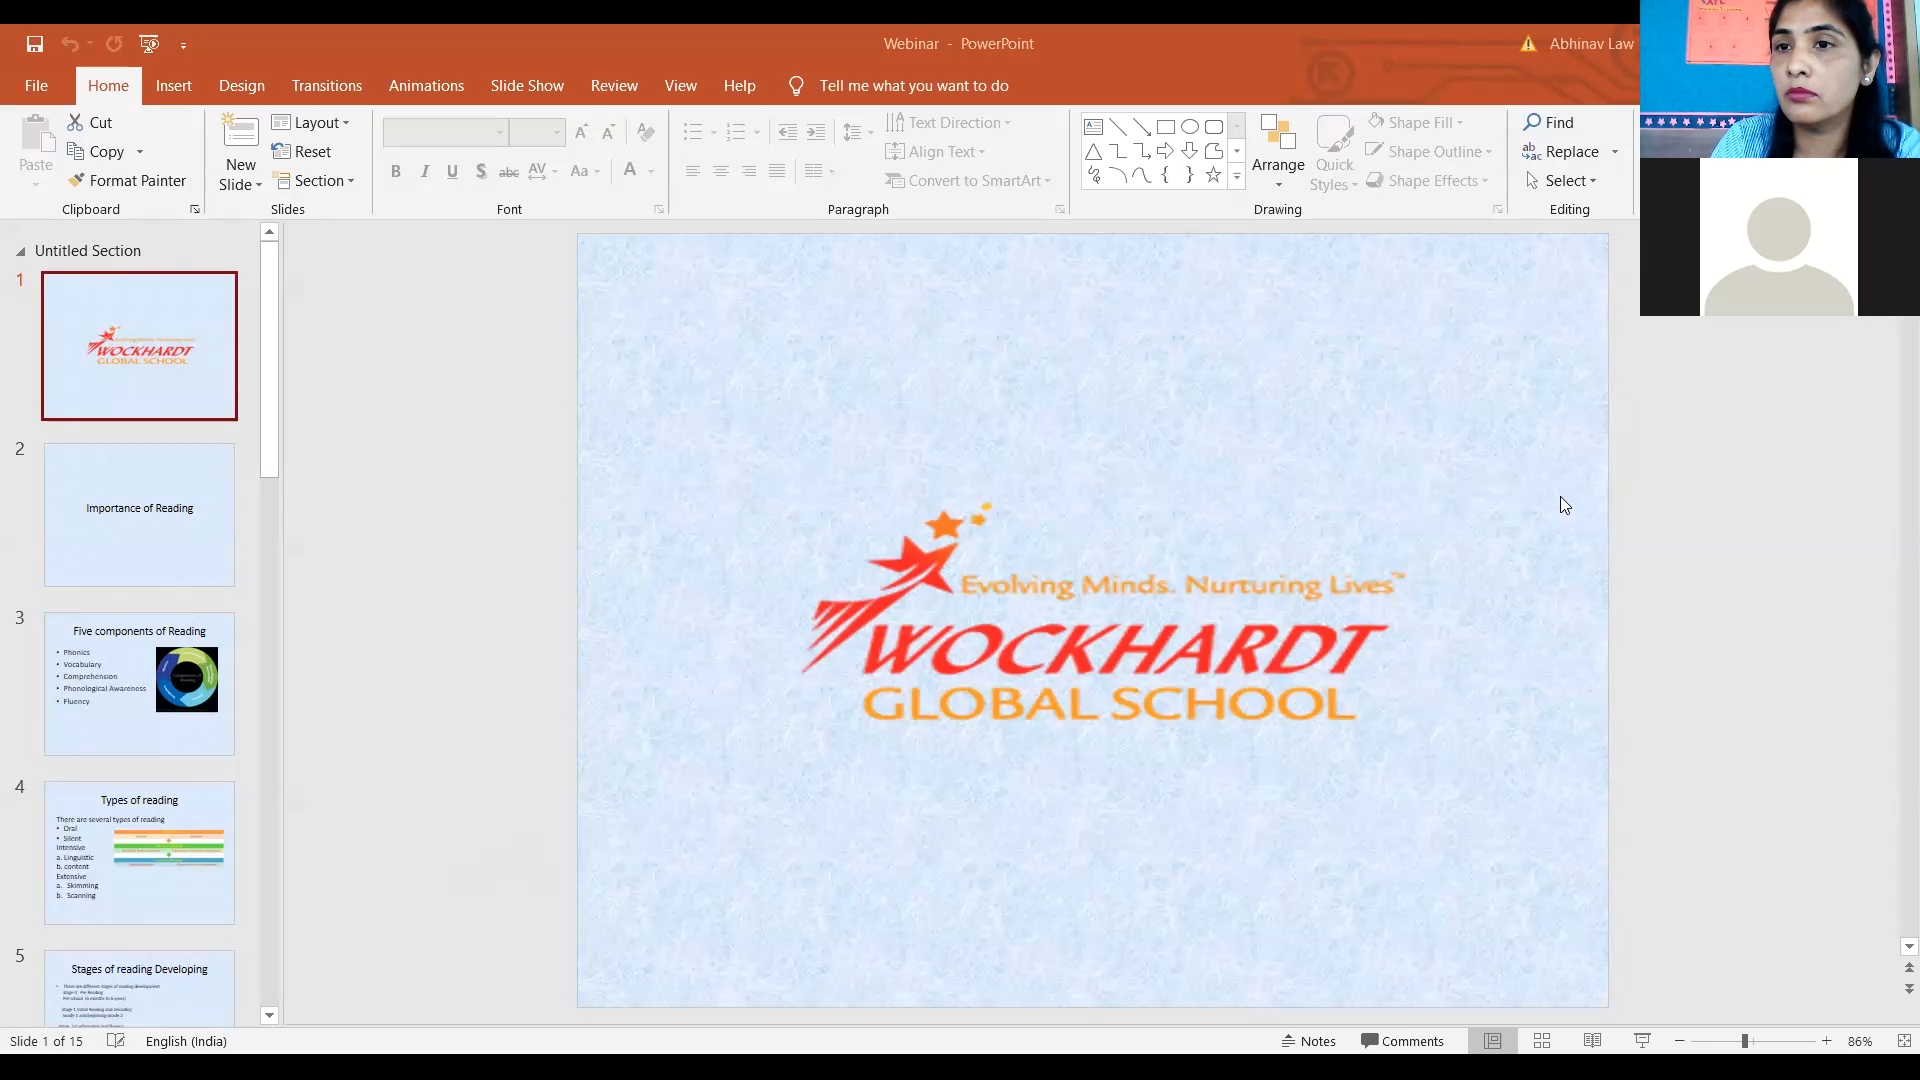 Webinar - PowerPoint
Abhinav Law
File Home Insert Design Transitions Animations Slide Show Review View Help Tell me what you want to do
Cut
Copy
Format Painter
Paste
Clipboard
New
Slide
Layout
Reset
Section
Slides
B I U S abc AV Aa A
Font
Text Direction
Align Text
Convert to SmartArt
Paragraph
Arrange
Quick
Styles
Shape Fill
Shape Outline
Shape Effects
Drawing
Find
Replace
Select
Editing
Untitled Section
1
WOCKHARDT
GLOBAL SCHOOL
2
Importance of Reading
3
Five components of Reading
• Phonics
• Vocabulary
• Comprehension
• Phonological Awareness
• Fluency
4
Types of reading
There are several types of reading
• Oral
• Silent
Intensive
a. Linguistic
b. content
Extensive
a. Skimming
b. Scanning
5
Stages of reading Developing
Evolving Minds. Nurturing Lives™
WOCKHARDT
GLOBAL SCHOOL
Slide 1 of 15 English (India)
Notes Comments 86%